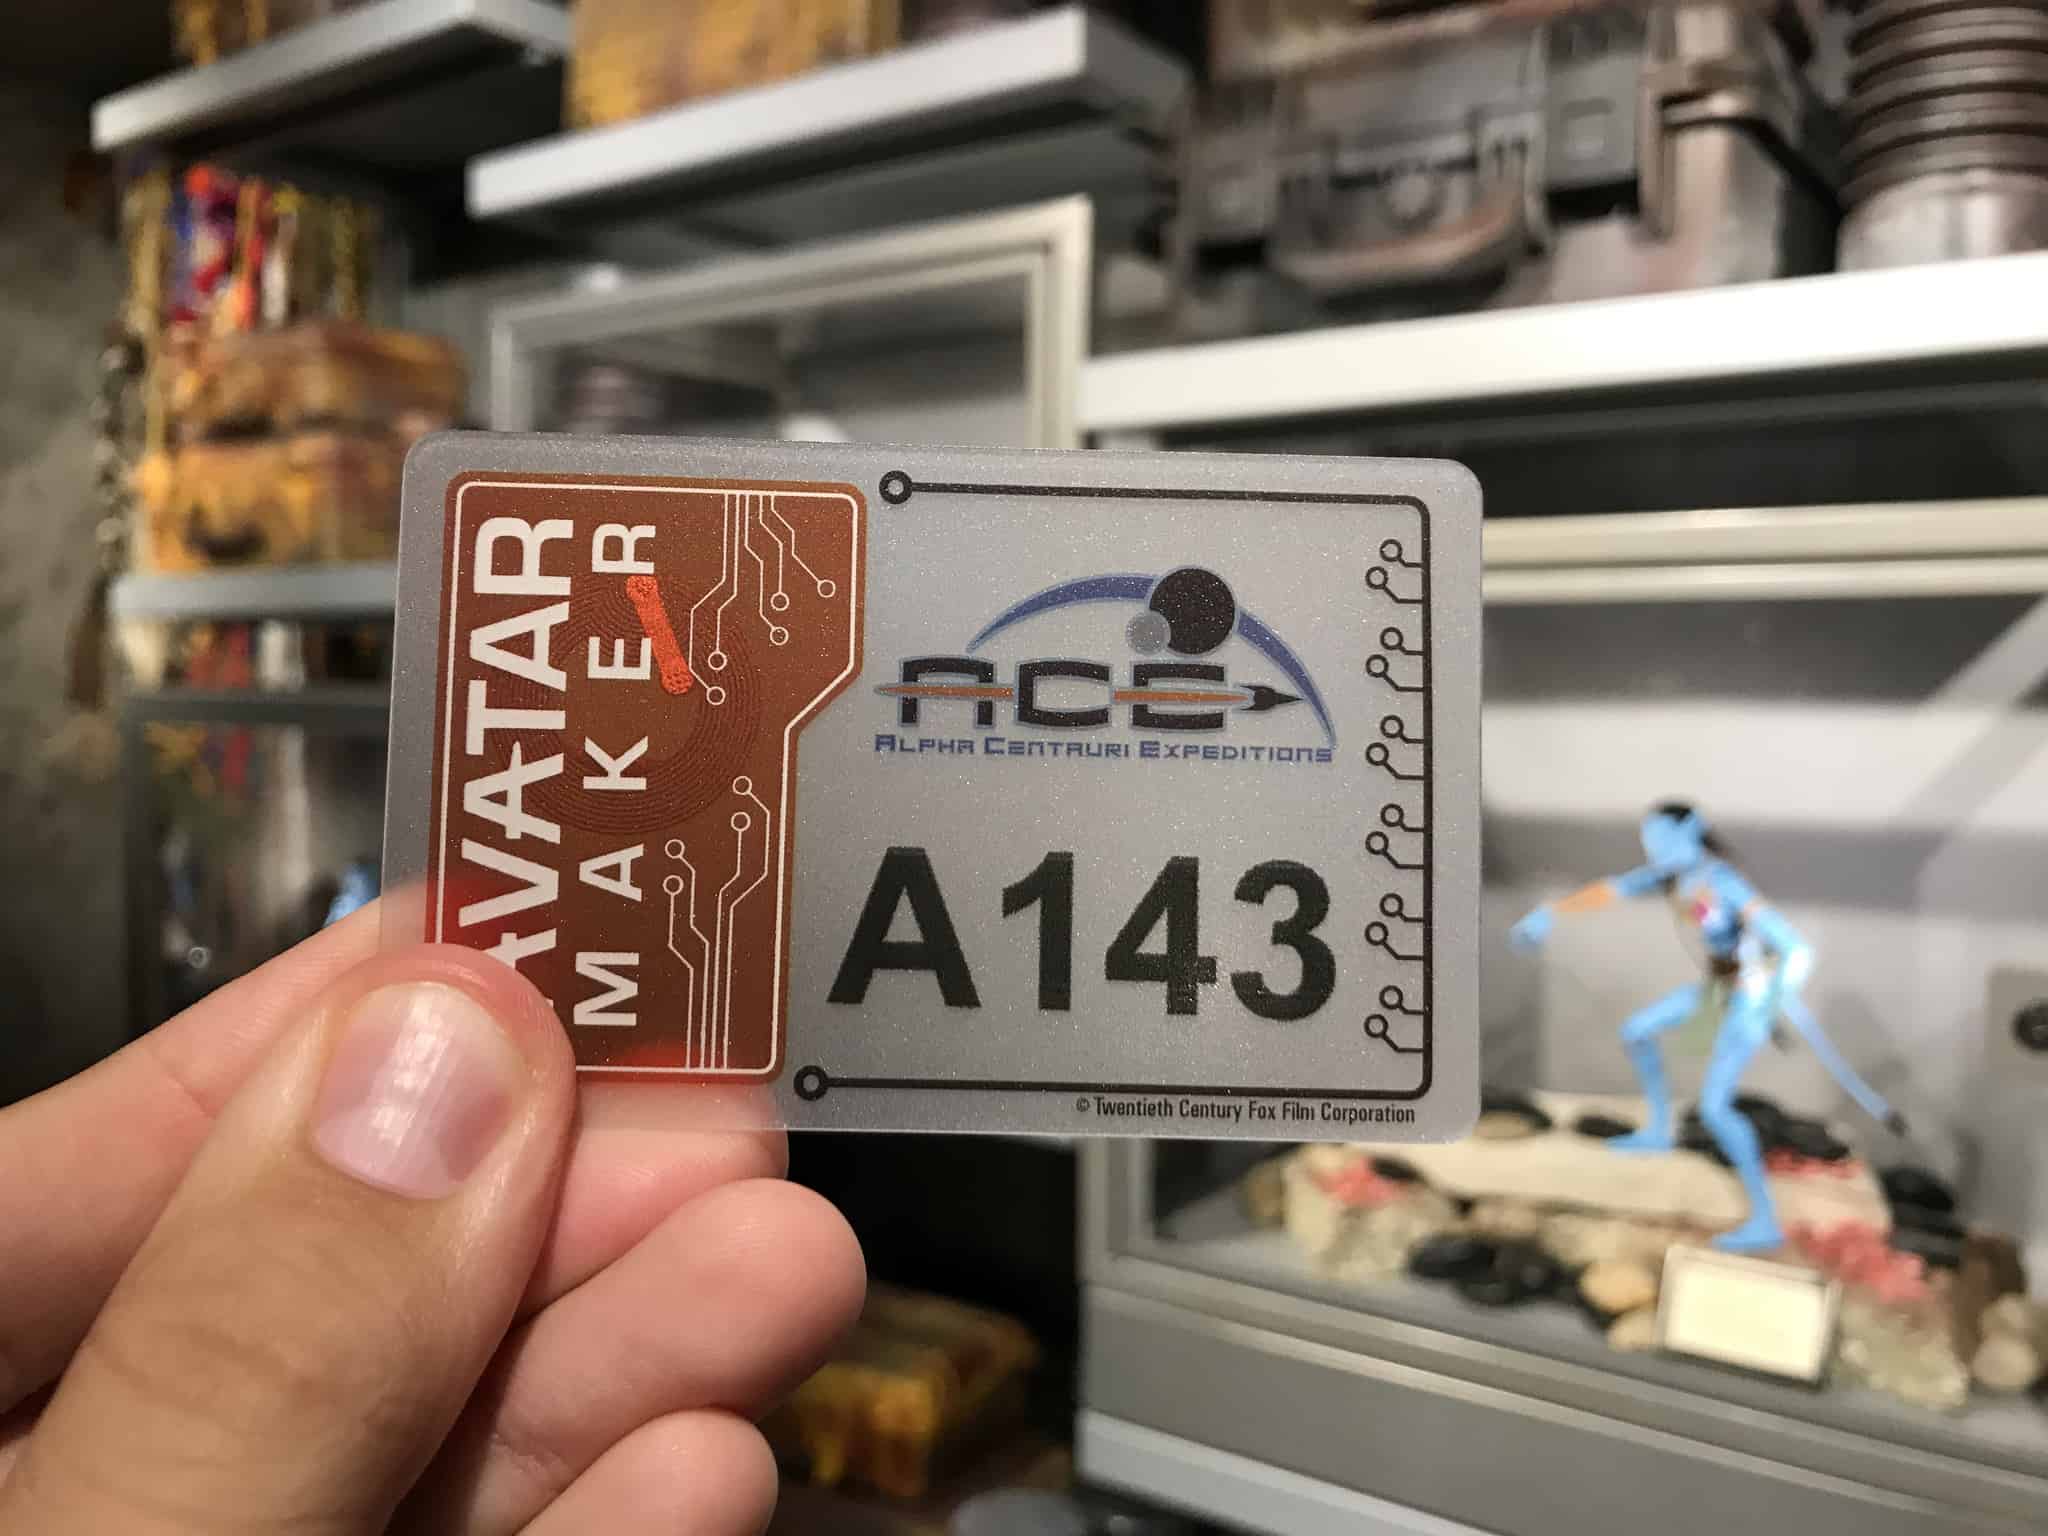 AVATAR
MAKER
ACE
ALPHA CENTAURI EXPEDITIONS
A143
© Twentieth Century Fox Film Corporation